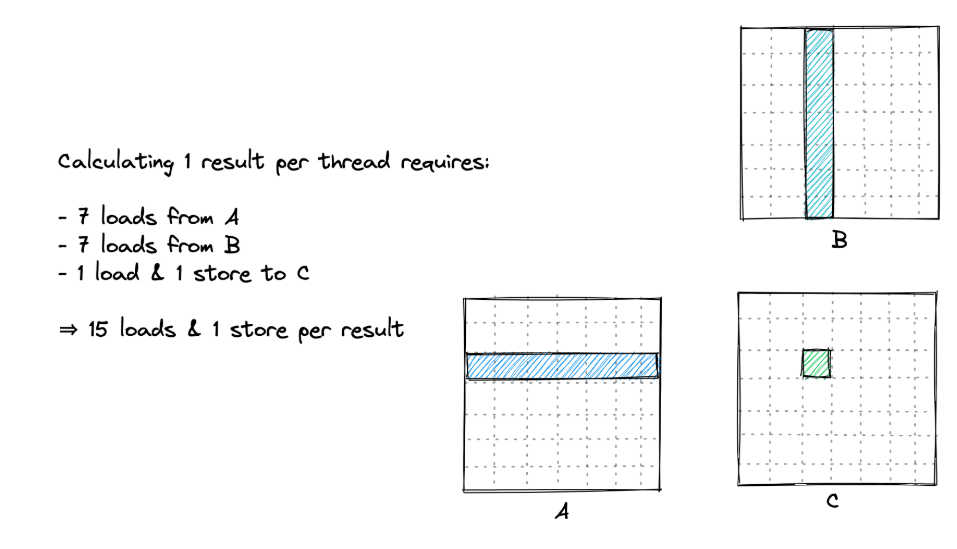 Calculating 1 result per thread requires:
- 7 loads from A
- 7 loads from B
- 1 load & 1 store to C
⇒ 15 loads & 1 store per result
B
A
C